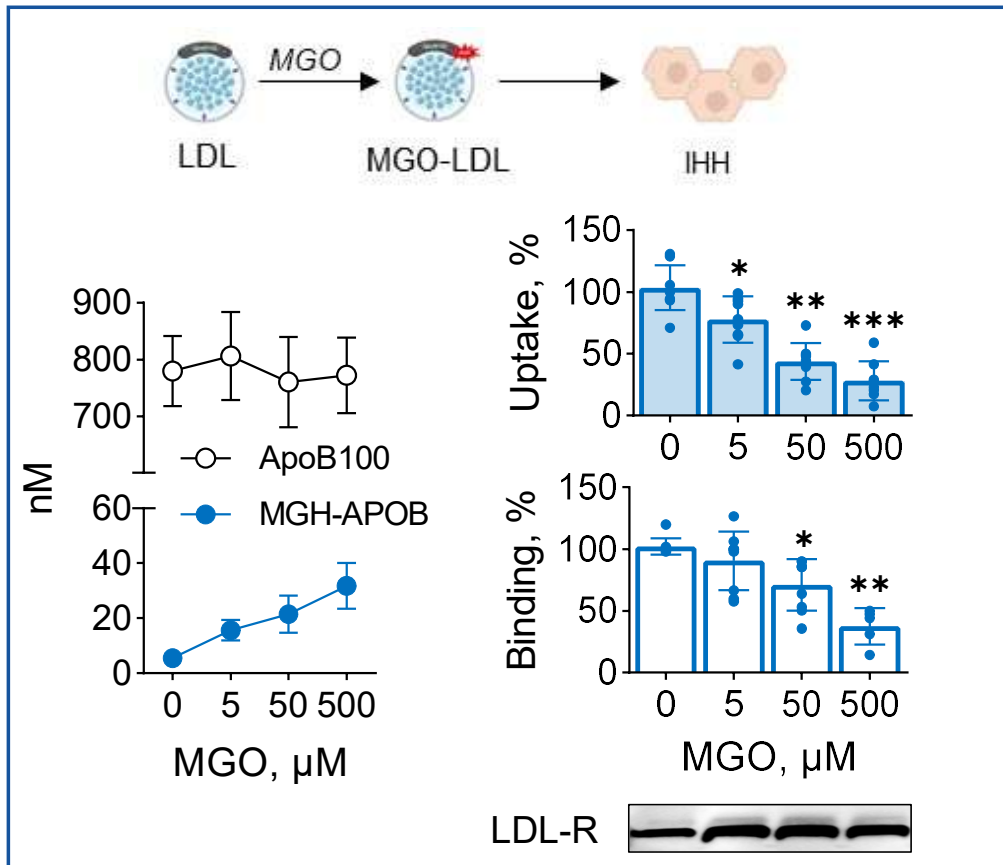 MGO
LDL
MGO-LDL
IHH
nM
900
800
700
60
40
20
0
ApoB100
MGH-APOB
0 5 50 500
MGO, µM
Uptake, %
150
100
50
0
*
**
***
0 5 50 500
Binding, %
150
100
50
0
*
**
0 5 50 500
MGO, µM
LDL-R